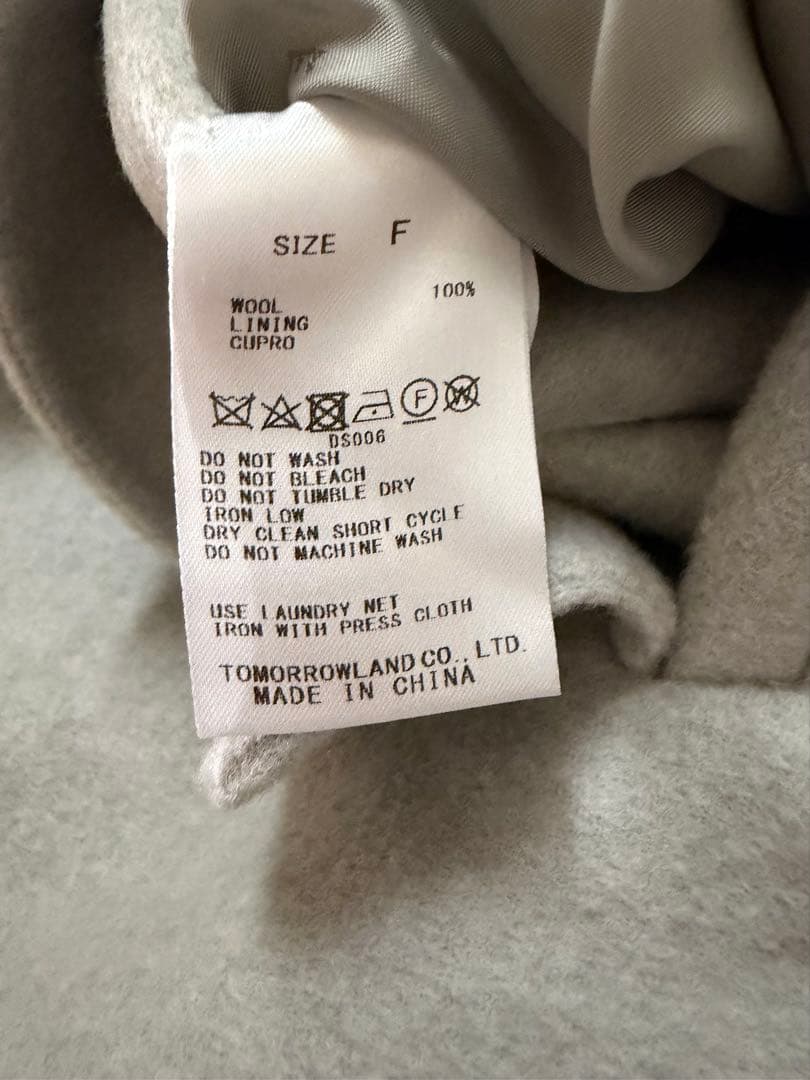 SIZE F
WOOL 100%
LINING
CUPRO
F W
DS006
DO NOT WASH
DO NOT BLEACH
DO NOT TUMBLE DRY
IRON LOW
DRY CLEAN SHORT CYCLE
DO NOT MACHINE WASH
USE LAUNDRY NET
IRON WITH PRESS CLOTH
TOMORROWLAND CO., LTD.
MADE IN CHINA